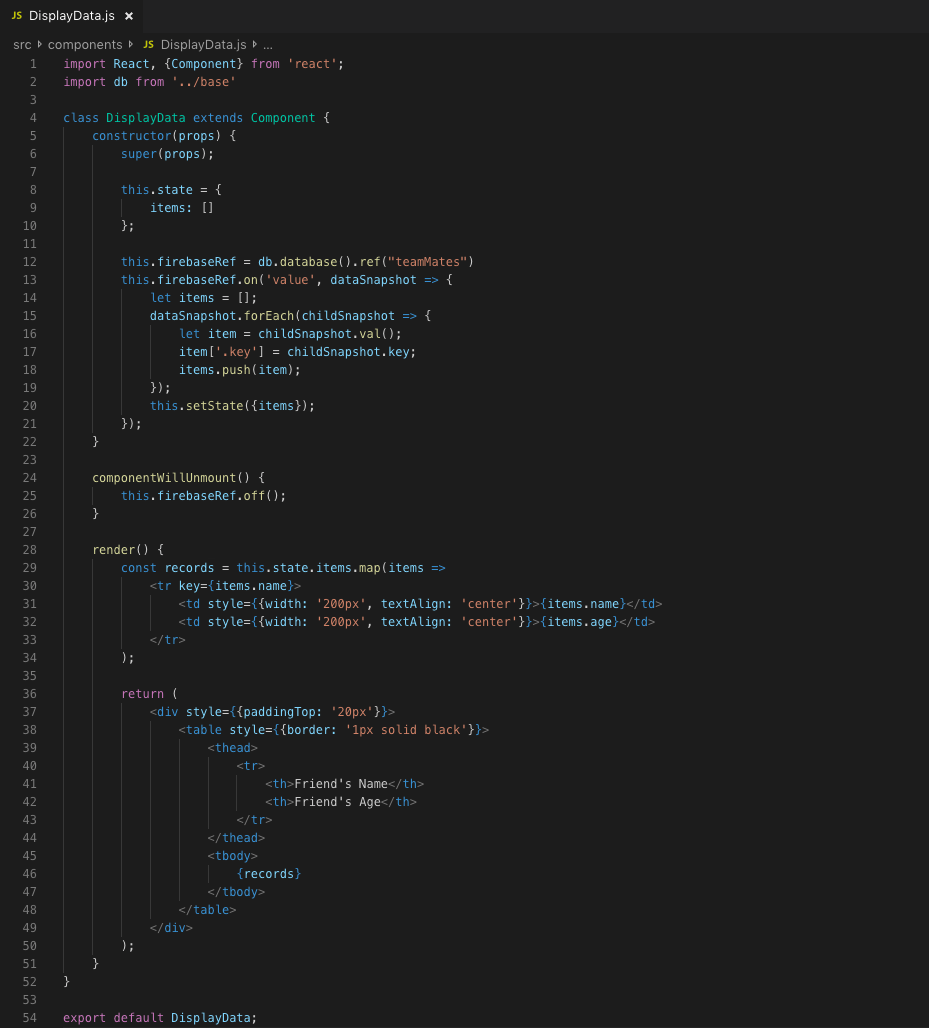 JS DisplayData.js ×
src components JS DisplayData.js ...
1 import React, {Component} from 'react';
2 import db from '../base'
3
4 class DisplayData extends Component {
5     constructor(props) {
6         super(props);
7
8         this.state = {
9             items: []
10         };
11
12         this.firebaseRef = db.database().ref("teamMates")
13         this.firebaseRef.on('value', dataSnapshot => {
14             let items = [];
15             dataSnapshot.forEach(childSnapshot => {
16                 let item = childSnapshot.val();
17                 item['.key'] = childSnapshot.key;
18                 items.push(item);
19             });
20             this.setState({items});
21         });
22     }
23
24     componentWillUnmount() {
25         this.firebaseRef.off();
26     }
27
28     render() {
29         const records = this.state.items.map(items =>
30             <tr key={items.name}>
31                 <td style={{width: '200px', textAlign: 'center'}}>{items.name}</td>
32                 <td style={{width: '200px', textAlign: 'center'}}>{items.age}</td>
33             </tr>
34         );
35
36         return (
37             <div style={{paddingTop: '20px'}}>
38                 <table style={{border: '1px solid black'}}>
39                     <thead>
40                         <tr>
41                             <th>Friend's Name</th>
42                             <th>Friend's Age</th>
43                         </tr>
44                     </thead>
45                     <tbody>
46                         {records}
47                     </tbody>
48                 </table>
49             </div>
50         );
51     }
52 }
53
54 export default DisplayData;